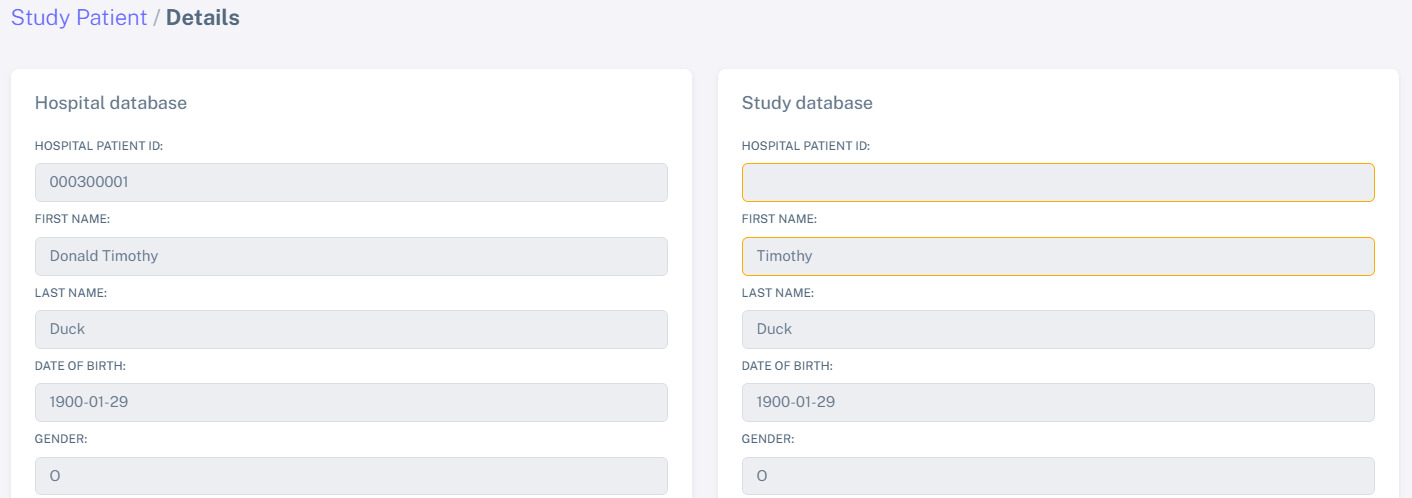 Study Patient / Details
Hospital database
HOSPITAL PATIENT ID:
000300001
FIRST NAME:
Donald Timothy
LAST NAME:
Duck
DATE OF BIRTH:
1900-01-29
GENDER:
O
Study database
HOSPITAL PATIENT ID:
FIRST NAME:
Timothy
LAST NAME:
Duck
DATE OF BIRTH:
1900-01-29
GENDER:
O